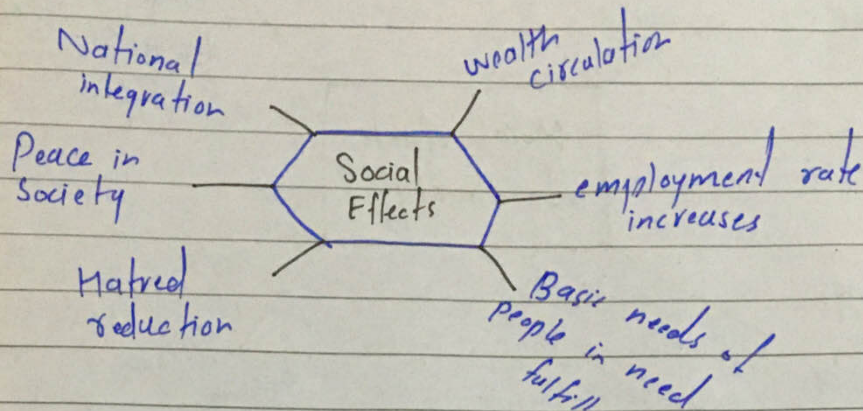 National
integration
wealth
circulation
Peace in
Society
Social
Effects
employment rate
increases
Hatred
reduction
Basic needs of
people in need
fulfill